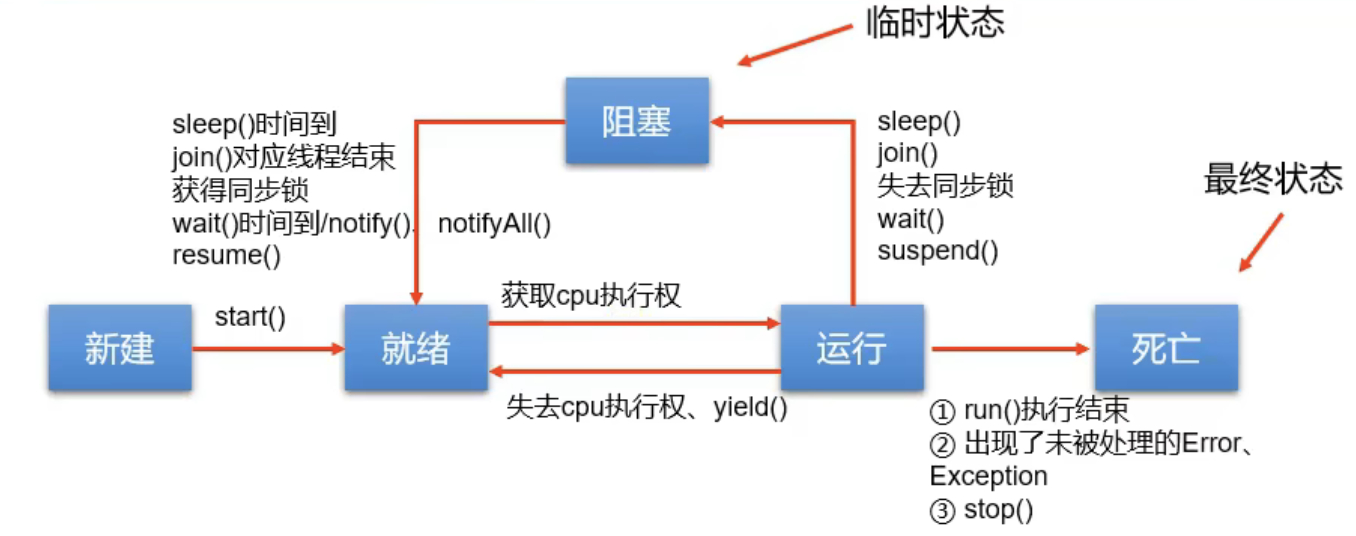 临时状态
阻塞
sleep()时间到
join()对应线程结束
获得同步锁
wait()时间到/notify()、 notifyAll()
resume()
sleep()
join()
失去同步锁
wait()
suspend()
最终状态
新建
start()
就绪
获取cpu执行权
失去cpu执行权、yield()
运行
死亡
① run()执行结束
② 出现了未被处理的Error、
Exception
③ stop()